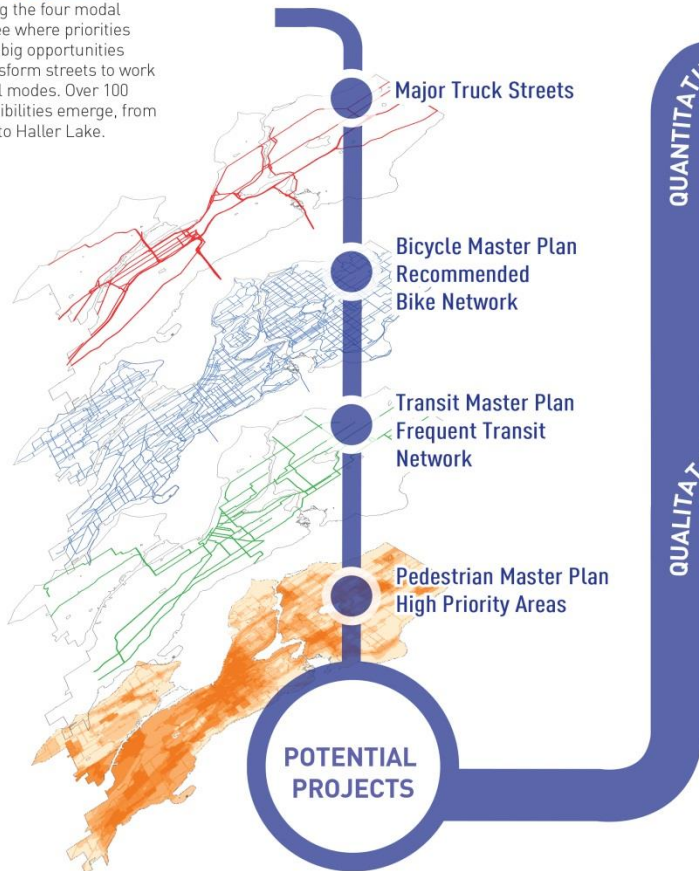 g the four modal
ee where priorities
big opportunities
sform streets to work
l modes. Over 100
ibilities emerge, from
to Haller Lake.
Major Truck Streets
Bicycle Master Plan
Recommended
Bike Network
Transit Master Plan
Frequent Transit
Network
Pedestrian Master Plan
High Priority Areas
POTENTIAL
PROJECTS
QUANTITATI
QUALITAT